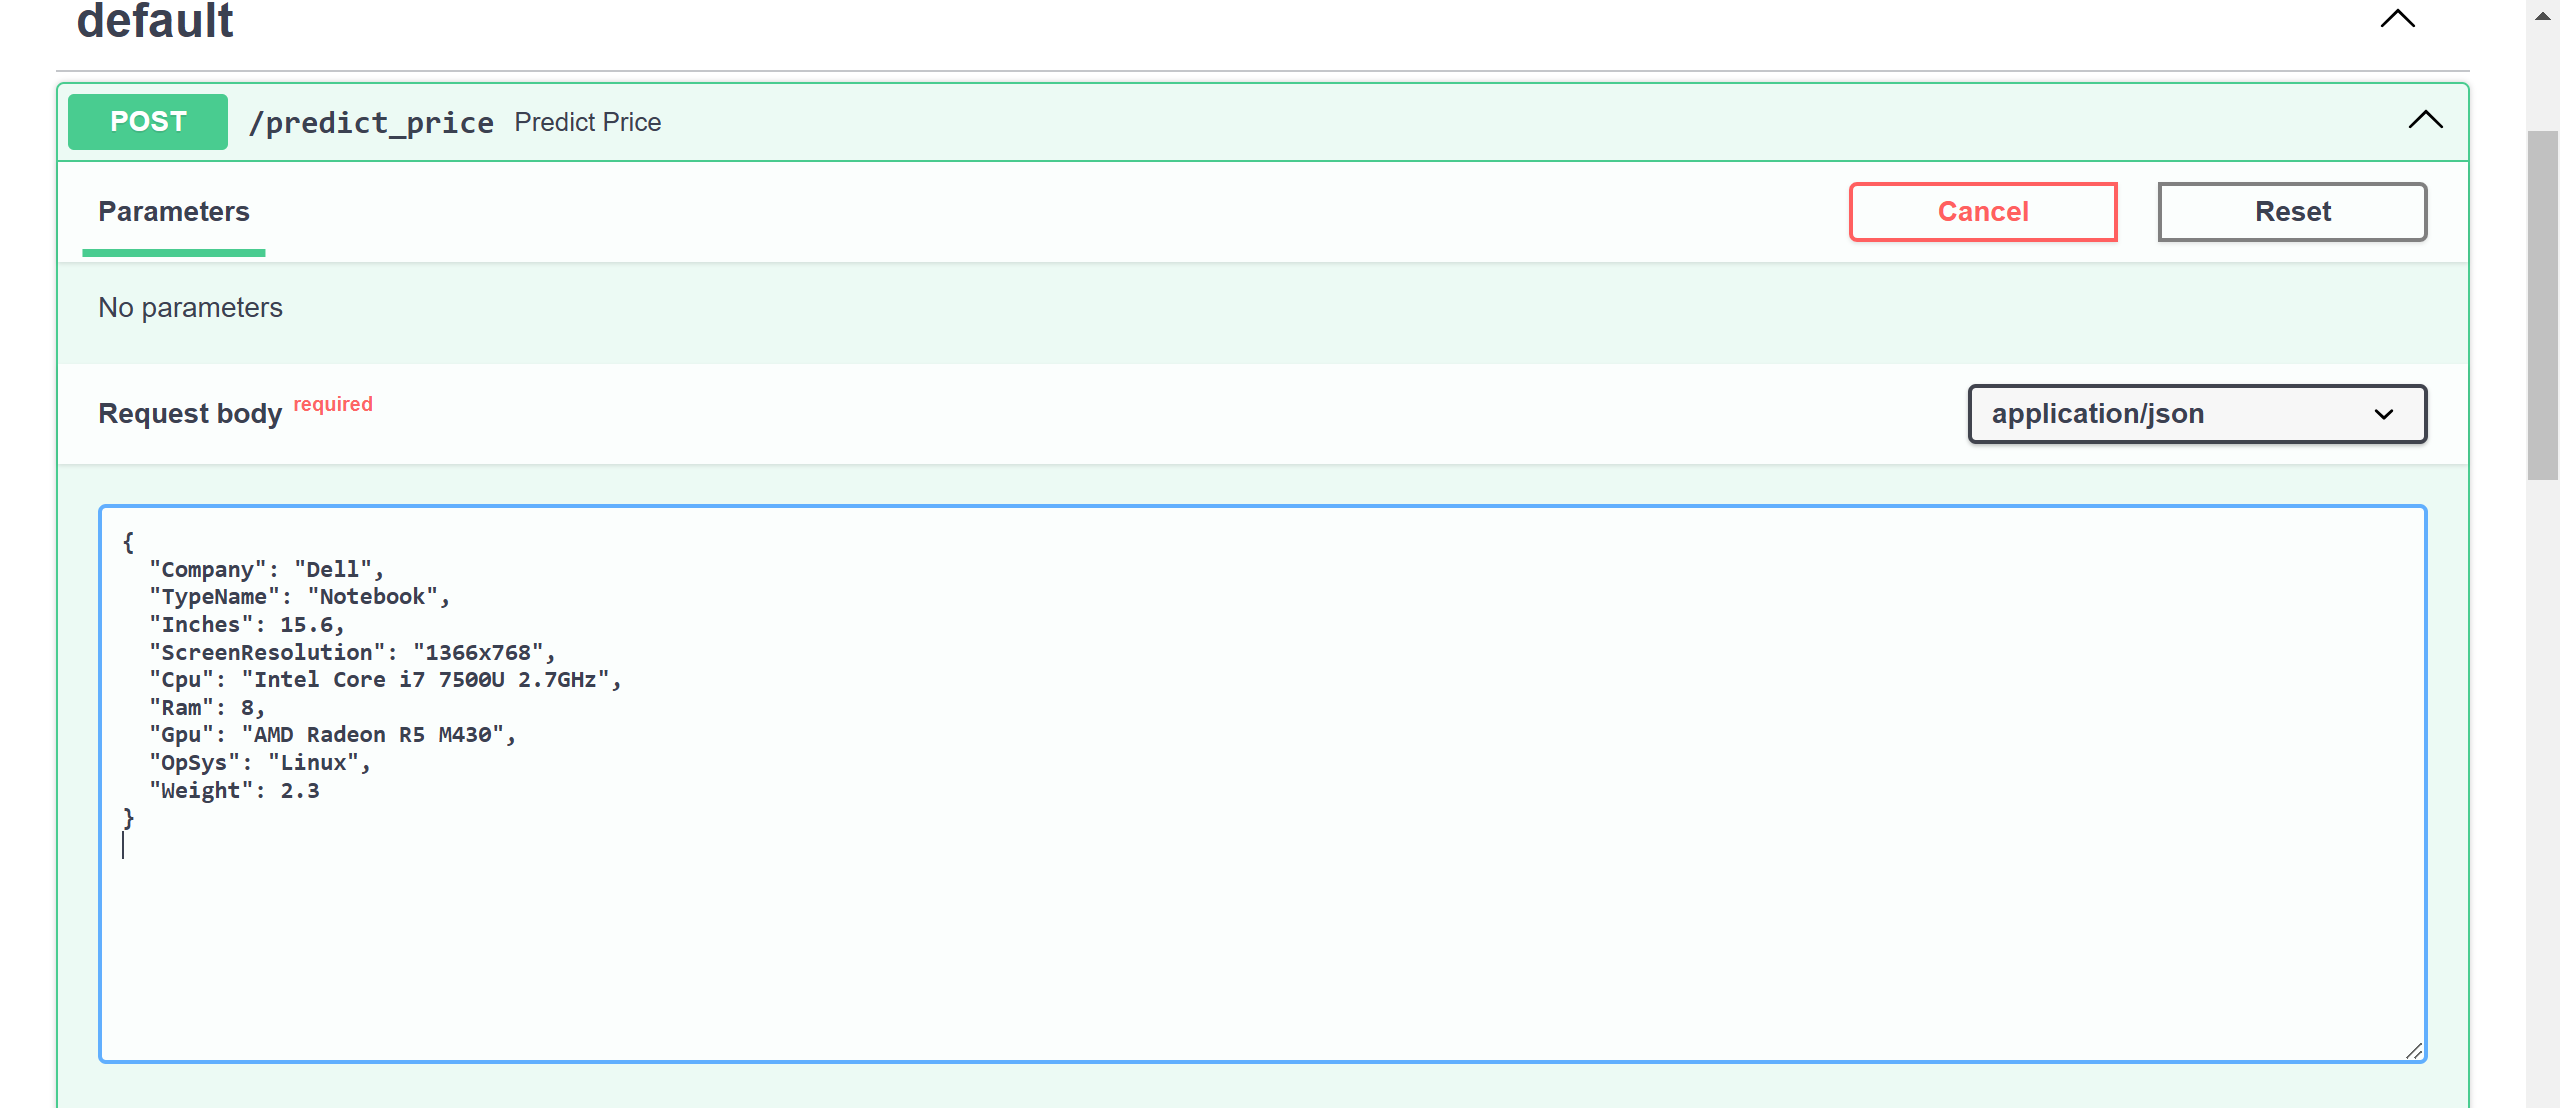 default
POST /predict_price Predict Price
Parameters
Cancel
Reset
No parameters
Request body required
application/json
{
  "Company": "Dell",
  "TypeName": "Notebook",
  "Inches": 15.6,
  "ScreenResolution": "1366x768",
  "Cpu": "Intel Core i7 7500U 2.7GHz",
  "Ram": 8,
  "Gpu": "AMD Radeon R5 M430",
  "OpSys": "Linux",
  "Weight": 2.3
}